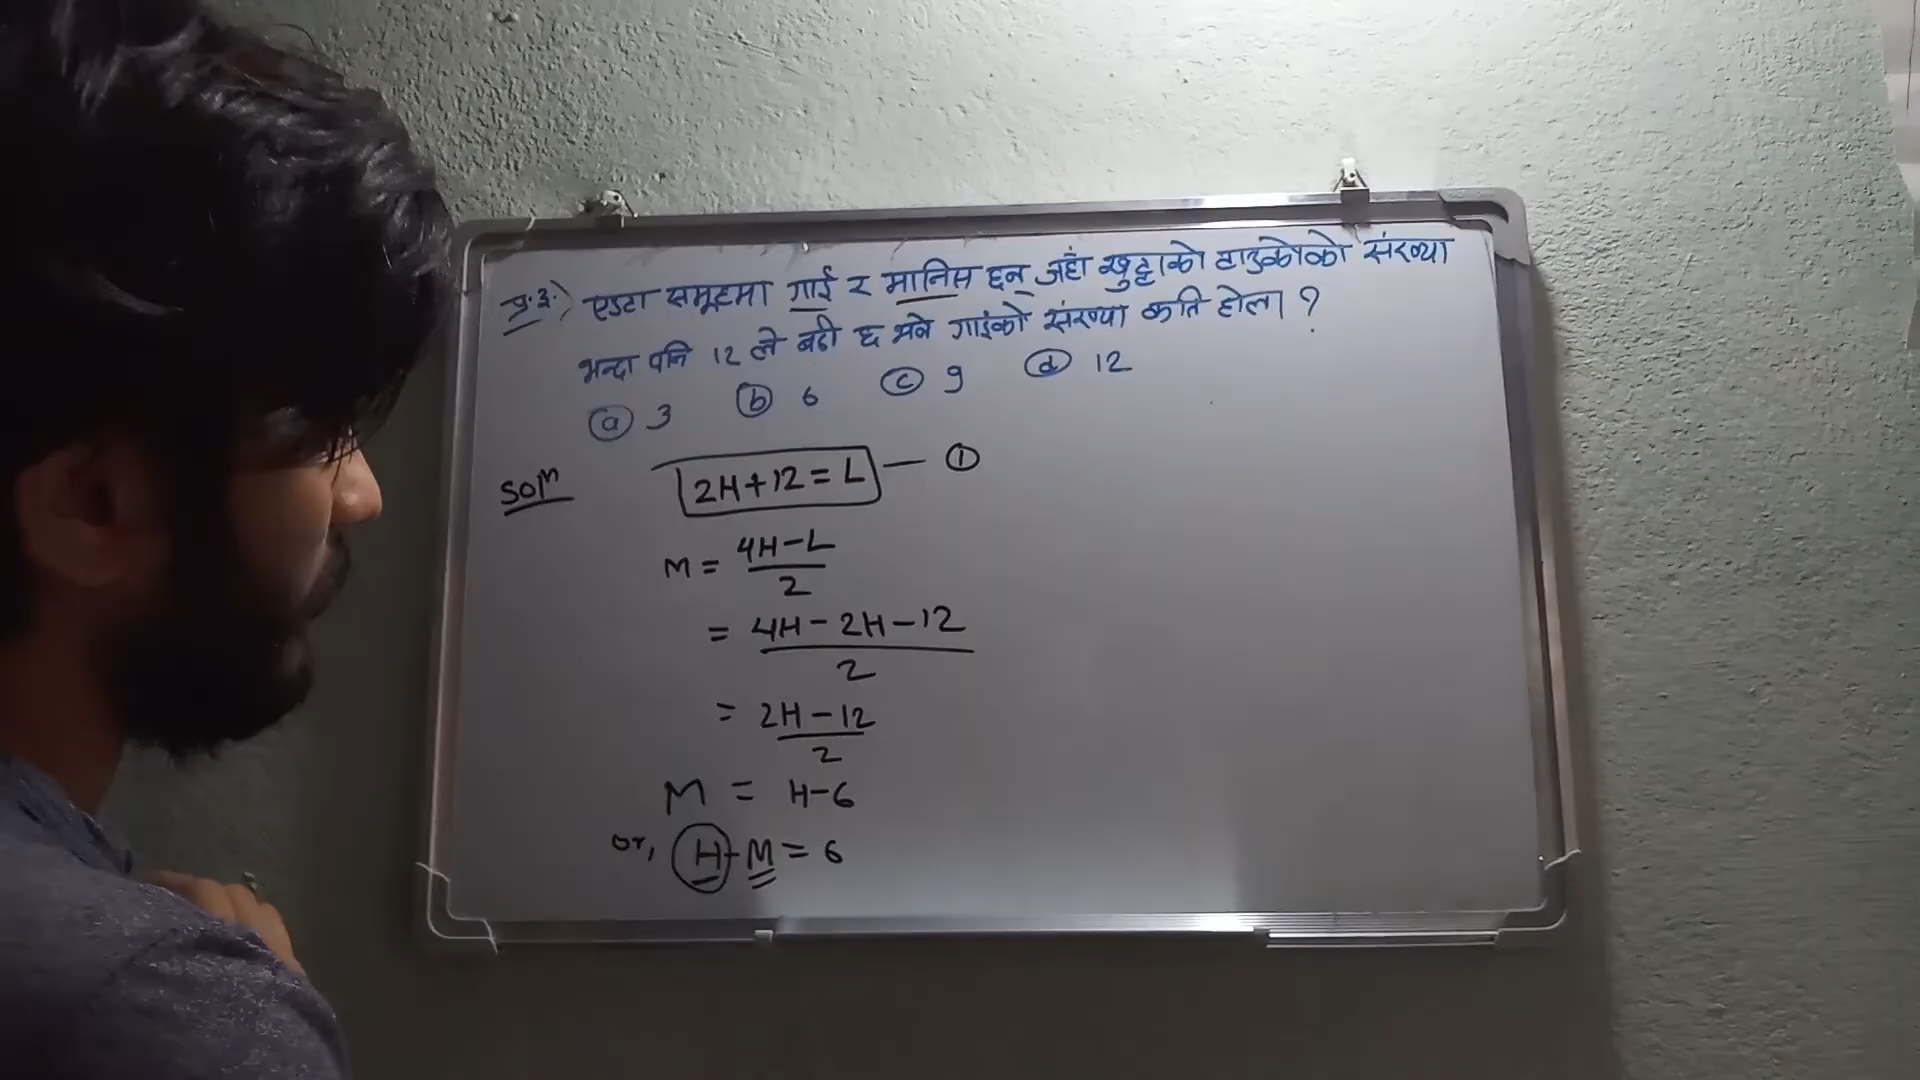 प्र.३.) एउटा समूहमा गाई र मानिस छन् जहाँ खुट्टाको टाउकोको संख्या
भन्दा पनि 12 ले बढी छ भने गाईको संख्या कति होला ?
ⓐ 3 ⓑ 6 ⓒ 9 ⓓ 12
Solⁿ 2H+12=L — ①
M = 4H-L / 2
= 4H-2H-12 / 2
= 2H-12 / 2
M = H-6
or, H-M=6